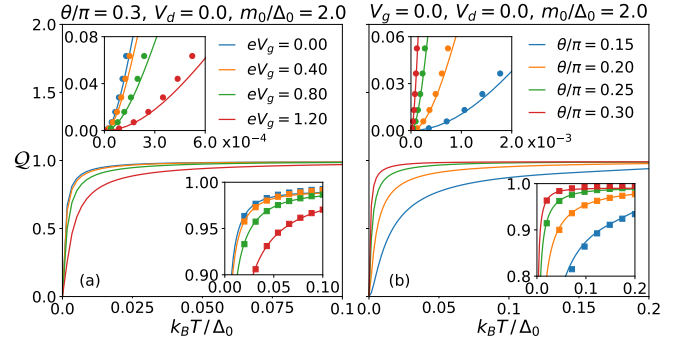 θ/π = 0.3, V_d = 0.0, m_0/Δ_0 = 2.0
V_g = 0.0, V_d = 0.0, m_0/Δ_0 = 2.0
2.0
1.5
1.0
0.5
0.0
𝒬
0.08
0.04
0.00
0.0 3.0 6.0 x10⁻⁴
eV_g = 0.00
eV_g = 0.40
eV_g = 0.80
eV_g = 1.20
1.00
0.95
0.90
0.00 0.05 0.10
(a)
0.0 0.025 0.05 0.075 0.1
k_BT/Δ_0
0.06
0.03
0.00
0.0 1.0 2.0 x10⁻³
θ/π = 0.15
θ/π = 0.20
θ/π = 0.25
θ/π = 0.30
1.0
0.9
0.8
0.0 0.1 0.2
(b)
0.00 0.05 0.1 0.15 0.2
k_BT/Δ_0